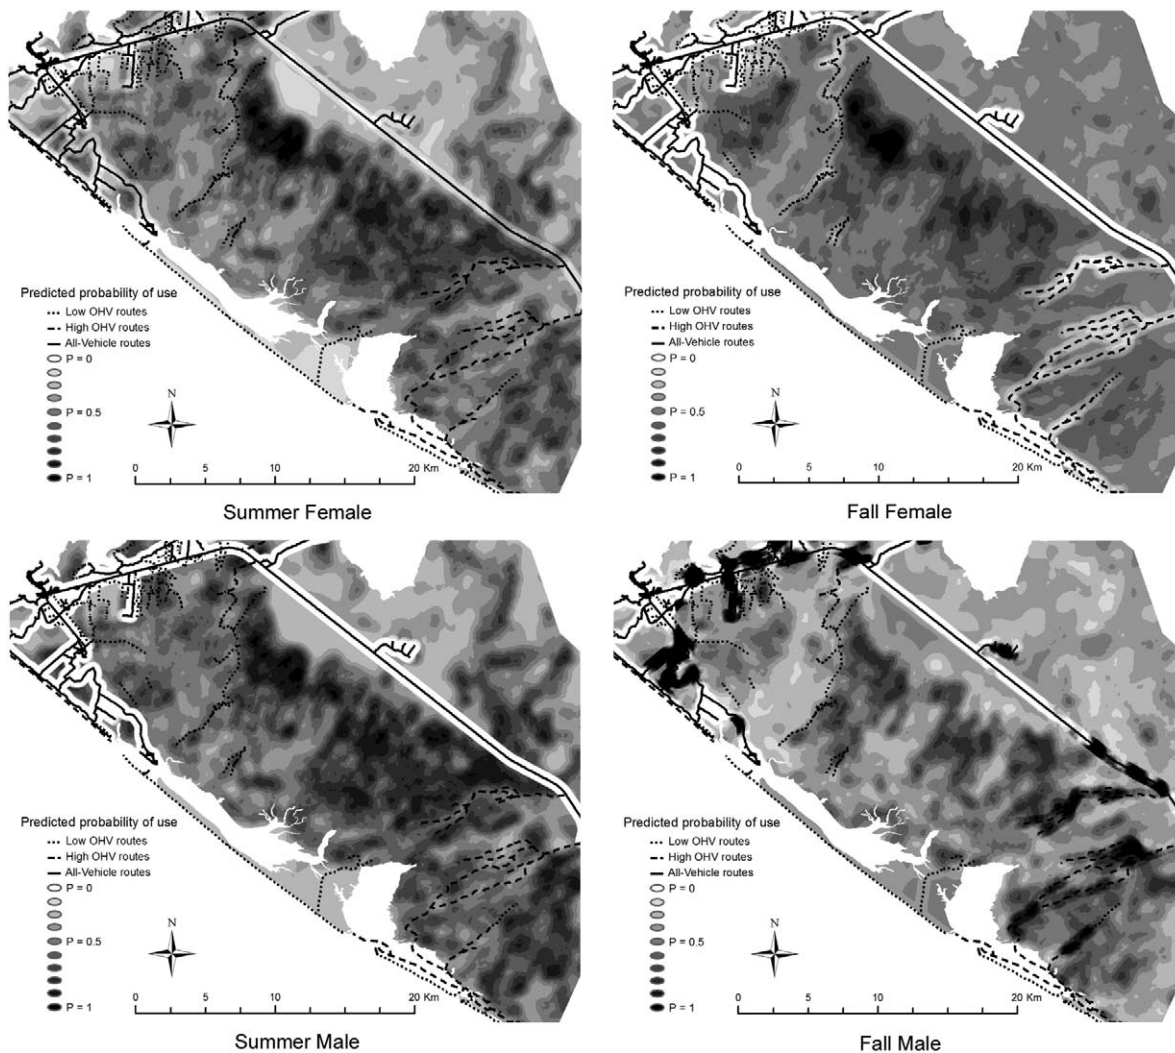 Predicted probability of use
Low OHV routes
High OHV routes
All-Vehicle routes
P = 0
P = 0.5
P = 1
N
0 5 10 20 Km
Summer Female
Predicted probability of use
Low OHV routes
High OHV routes
All-Vehicle routes
P = 0
P = 0.5
P = 1
N
0 5 10 20 Km
Fall Female
Predicted probability of use
Low OHV routes
High OHV routes
All-Vehicle routes
P = 0
P = 0.5
P = 1
N
0 5 10 20 Km
Summer Male
Predicted probability of use
Low OHV routes
High OHV routes
All-Vehicle routes
P = 0
P = 0.5
P = 1
N
0 5 10 20 Km
Fall Male